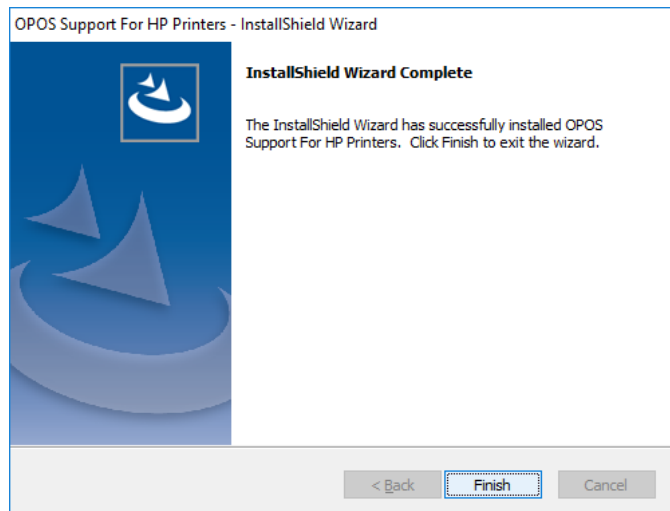 OPOS Support For HP Printers - InstallShield Wizard
InstallShield Wizard Complete
The InstallShield Wizard has successfully installed OPOS
Support For HP Printers.  Click Finish to exit the wizard.
< Back
Finish
Cancel